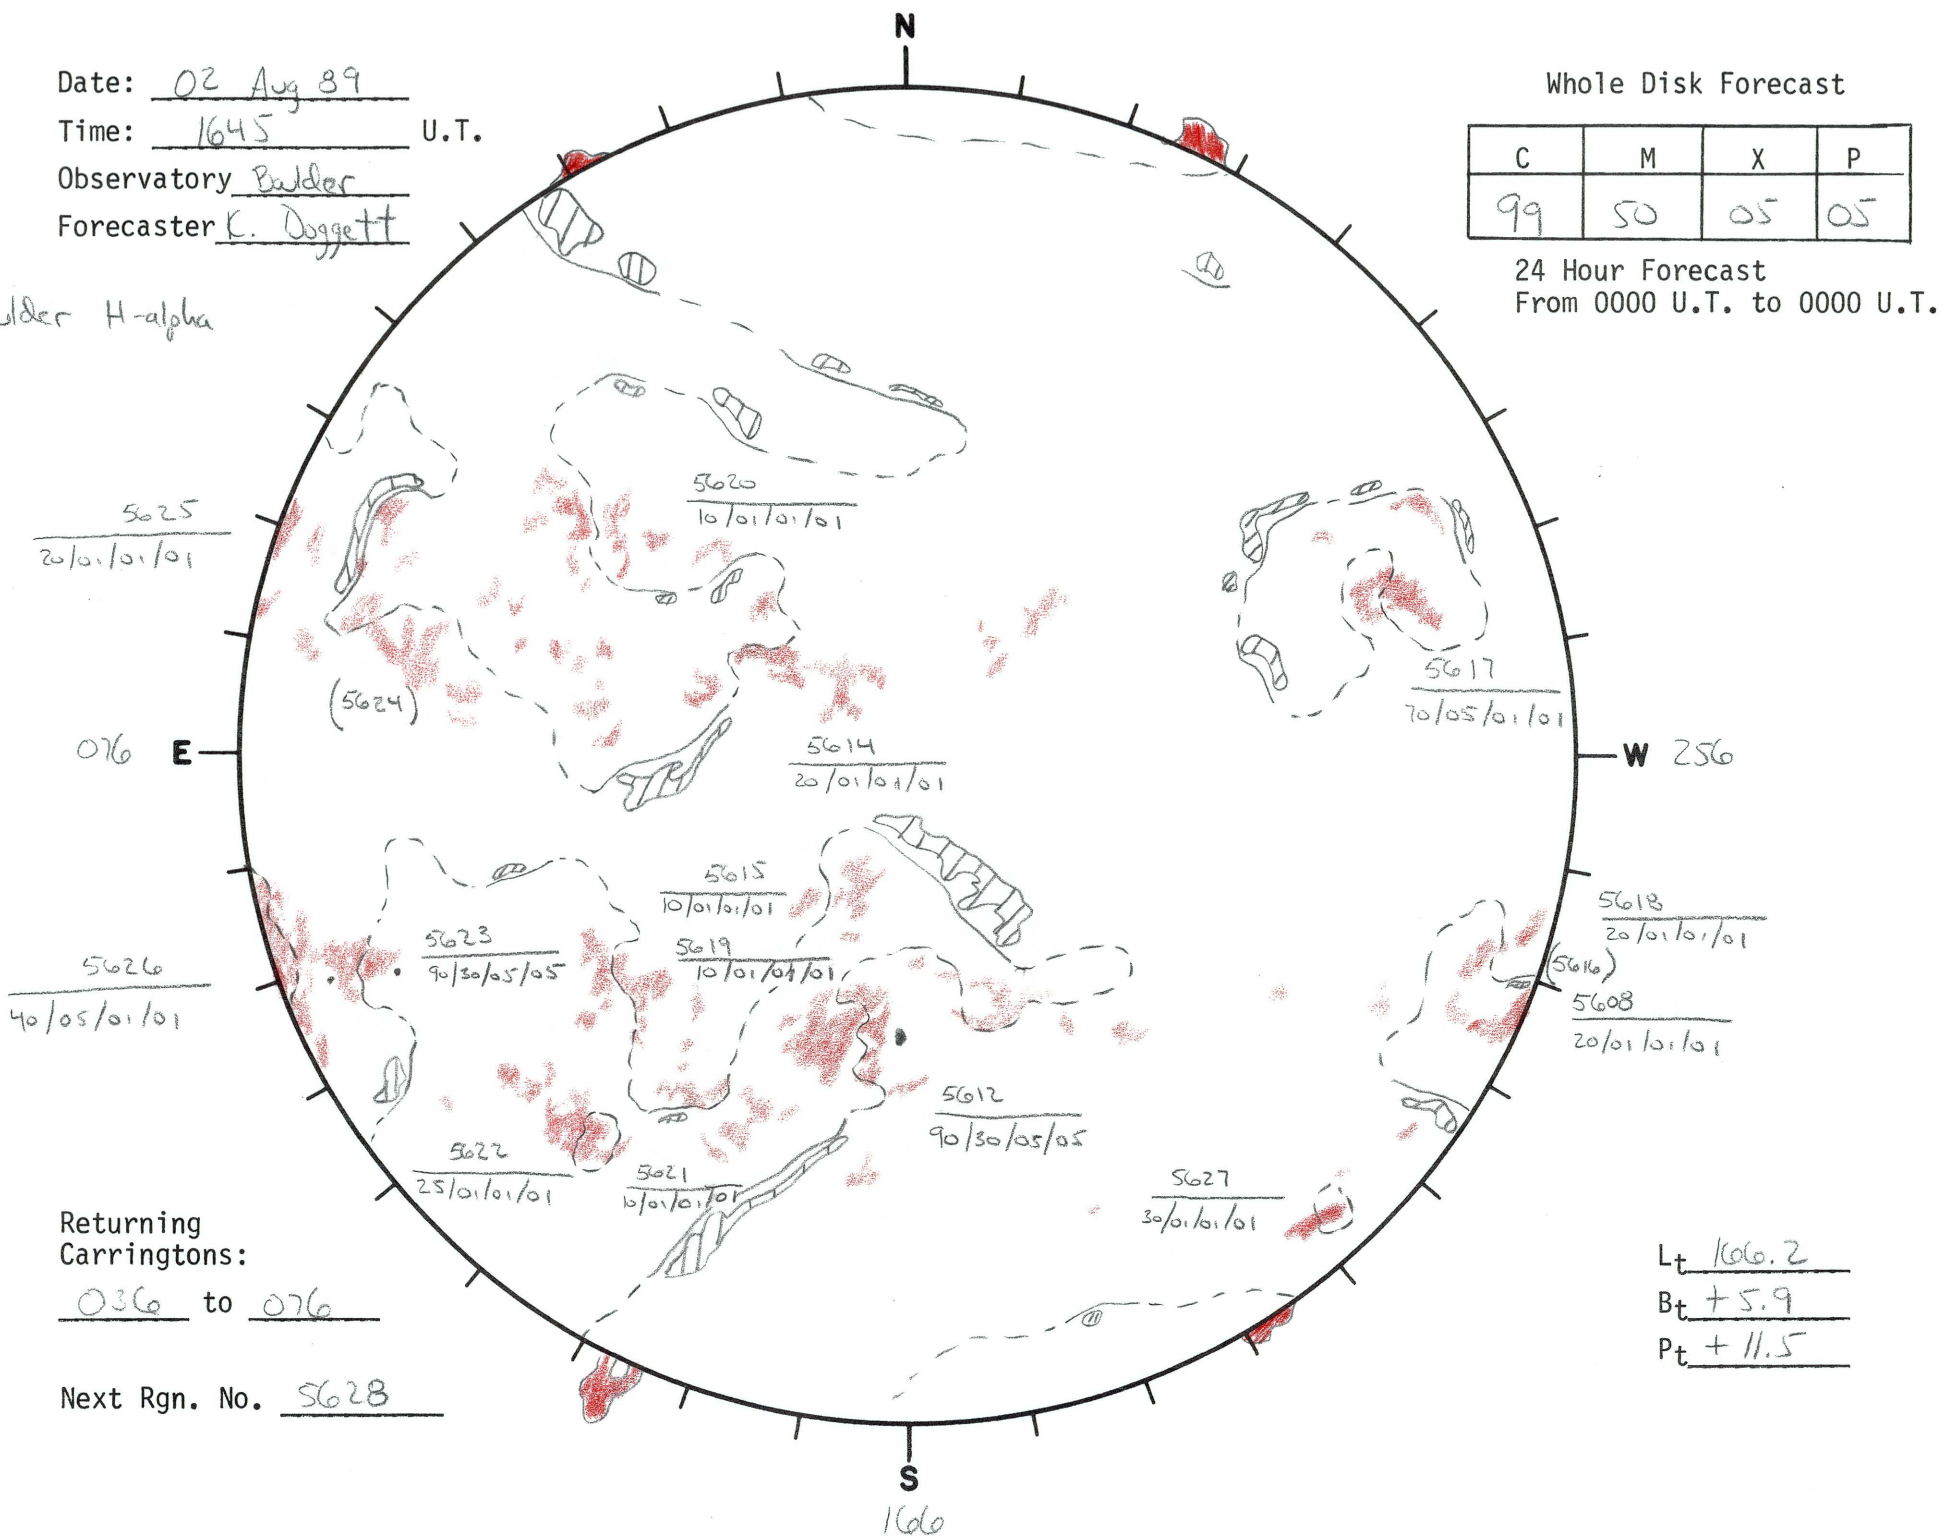 N
Date: 02 Aug 89
Time: 1645 U.T.
Observatory Boulder
Forecaster K. Doggett
H-alpha
Whole Disk Forecast
C M X P
99 50 05 05
24 Hour Forecast
From 0000 U.T. to 0000 U.T.
5620
10/01/01/01
5625
20/01/01/01
(5624)
5617
70/05/01/01
076 E
W 256
5614
20/01/01/01
5615
10/01/01/01
5618
20/01/01/01
5623
90/30/05/05
5619
10/01/01/01
(5616)
5626
40/05/01/01
5608
20/01/01/01
5612
90/30/05/05
5622
25/01/01/01
5621
10/01/01/01
5627
30/01/01/01
Returning
Carringtons:
036 to 076
Next Rgn. No. 5628
Lt 166.2
Bt +5.9
Pt +11.5
S
166